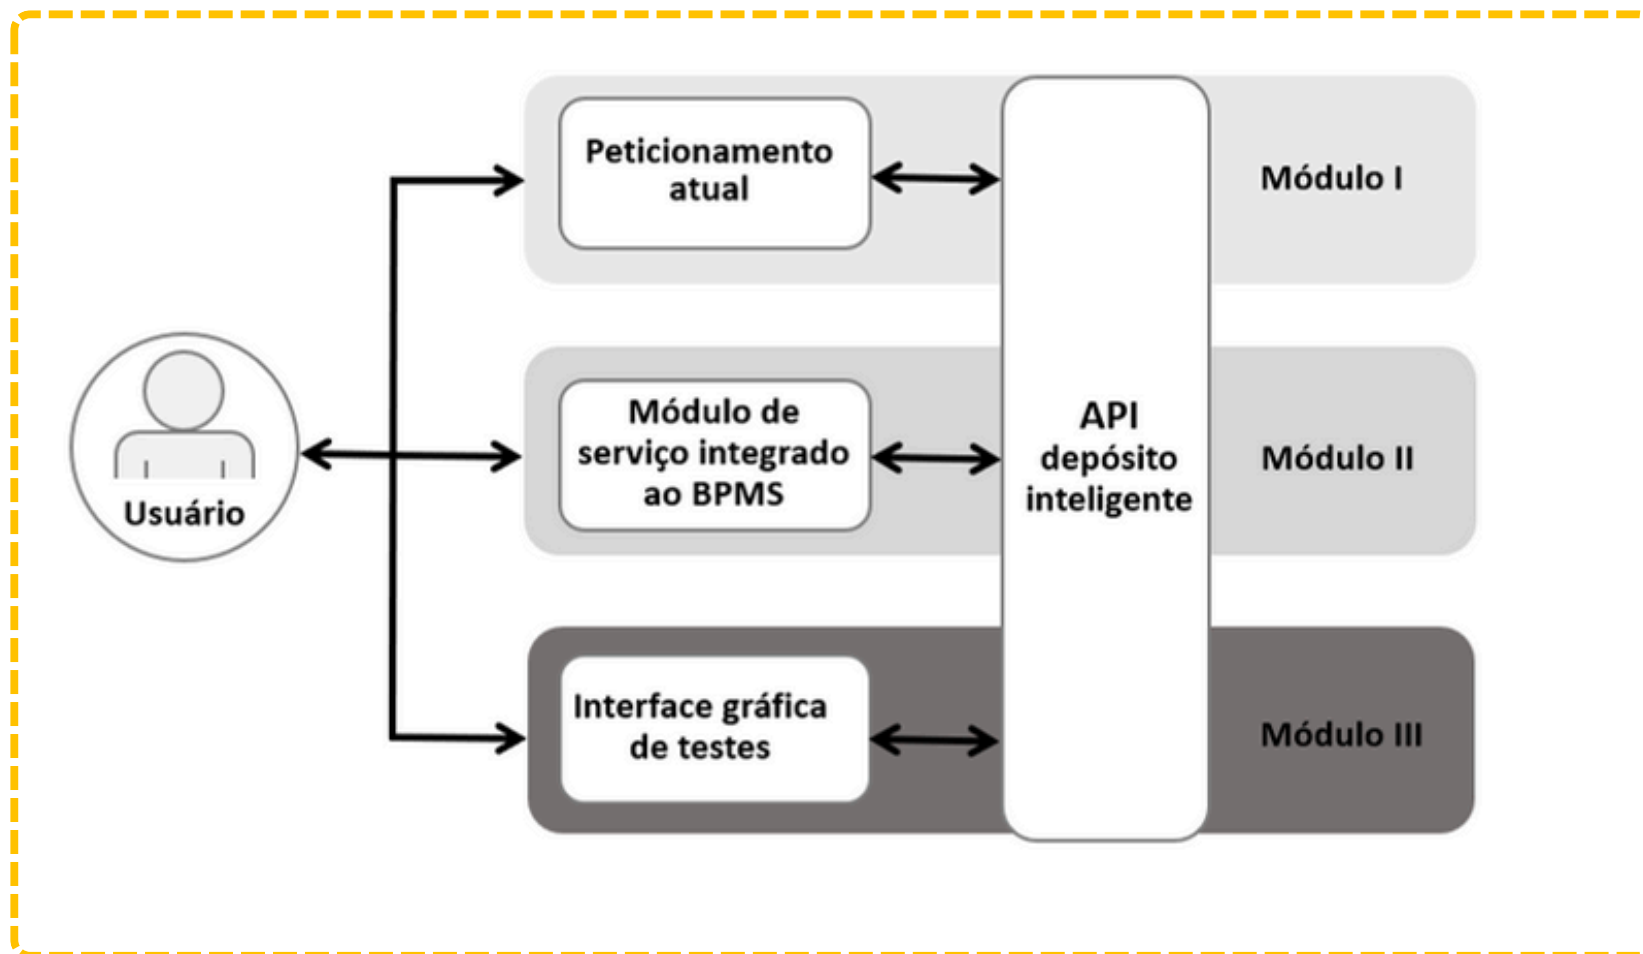 Peticionamento
atual
Módulo I
Usuário
Módulo de
serviço integrado
ao BPMS
API
depósito
inteligente
Módulo II
Interface gráfica
de testes
Módulo III